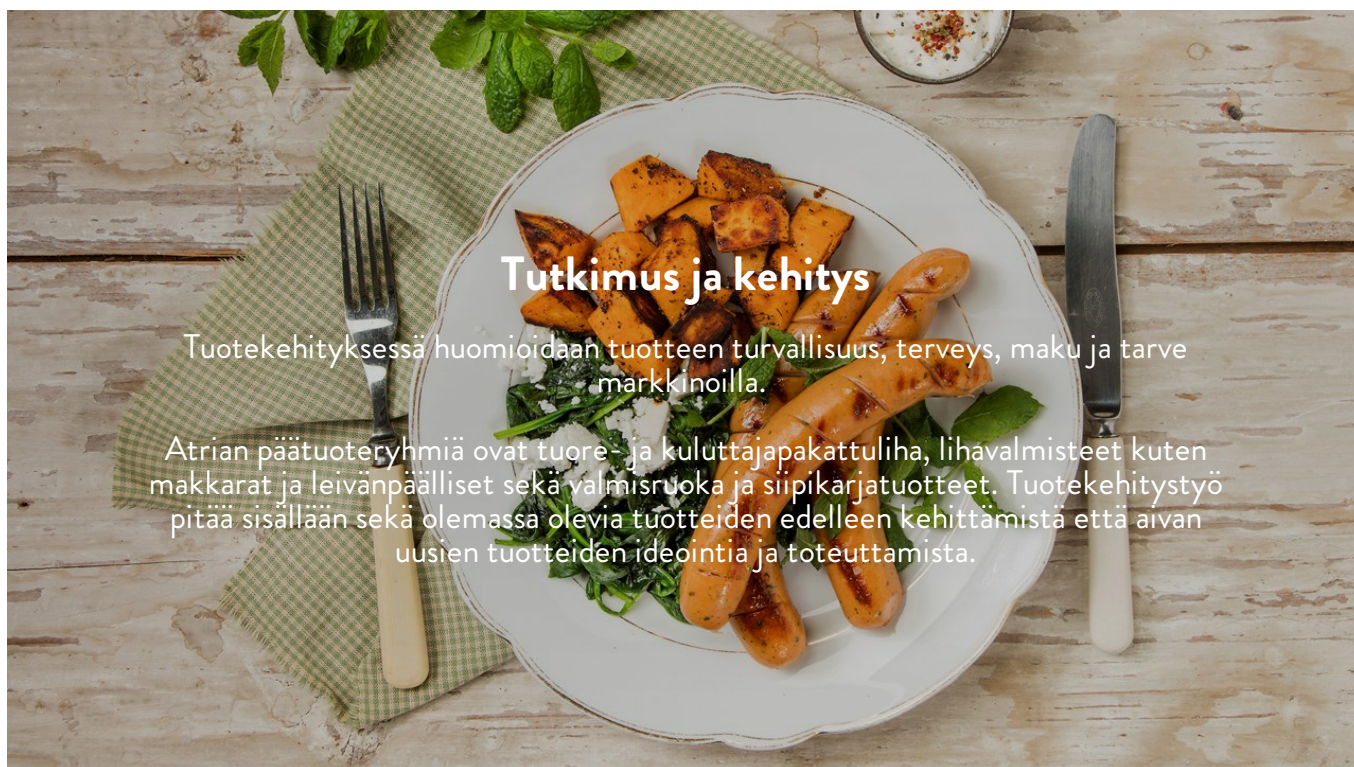 Tutkimus ja kehitys
Tuotekehityksessä huomioidaan tuotteen turvallisuus, terveys, maku ja tarve
markkinoilla.
Atrian päätuoteryhmiä ovat tuore- ja kuluttajapakattuliha, lihavalmisteet kuten
makkarat ja leivänpäälliset sekä valmisruoka ja siipikarjatuotteet. Tuotekehitystyö
pitää sisällään sekä olemassa olevia tuotteiden edelleen kehittämistä että aivan
uusien tuotteiden ideointia ja toteuttamista.